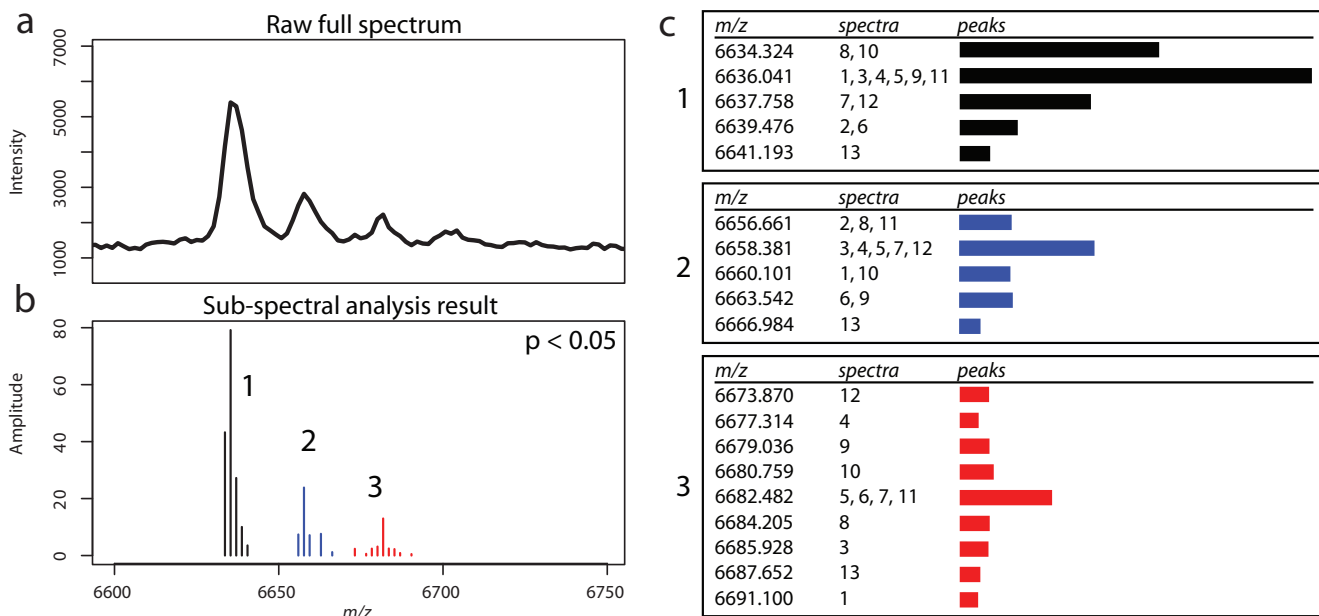 a
Raw full spectrum
7000
5000
3000
1000
Intensity
b
Sub-spectral analysis result
p < 0.05
80
60
40
20
0
Amplitude
1
2
3
6600
6650
6700
6750
m/z
c
1
m/z spectra peaks
6634.324 8, 10
6636.041 1, 3, 4, 5, 9, 11
6637.758 7, 12
6639.476 2, 6
6641.193 13
2
m/z spectra peaks
6656.661 2, 8, 11
6658.381 3, 4, 5, 7, 12
6660.101 1, 10
6663.542 6, 9
6666.984 13
3
m/z spectra peaks
6673.870 12
6677.314 4
6679.036 9
6680.759 10
6682.482 5, 6, 7, 11
6684.205 8
6685.928 3
6687.652 13
6691.100 1